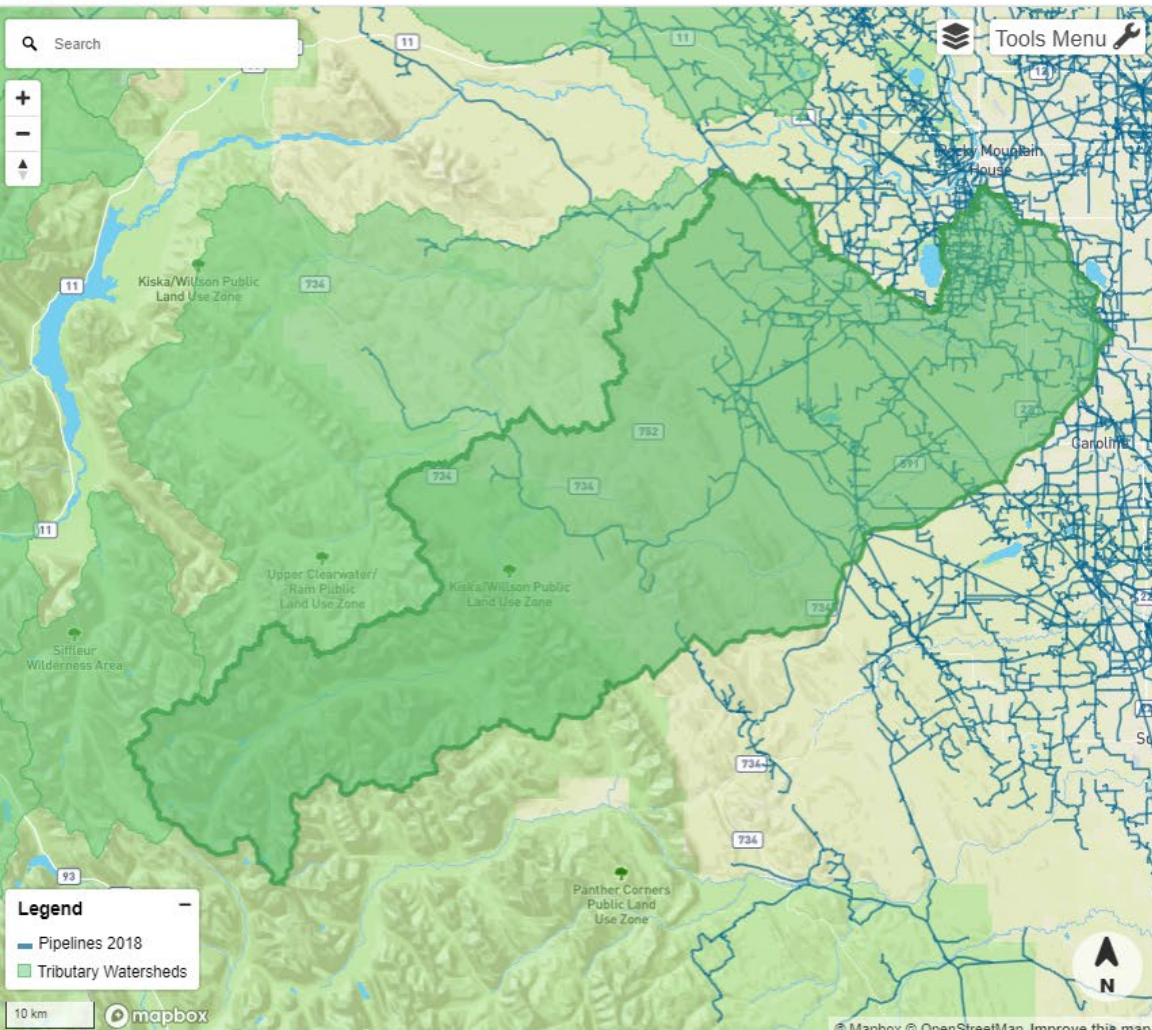 Search
11
11
Tools Menu
12
Rocky Mountain
House
Kiska/Willson Public
Land Use Zone
734
11
752
Caroline
734
734
591
11
Upper Clearwater/
Ram Public
Land Use Zone
Kiska/Willson Public
Land Use Zone
734
Siffleur
Wilderness Area
734
734
93
Panther Corners
Public Land
Use Zone
Legend
Pipelines 2018
Tributary Watersheds
10 km
mapbox
N
© Mapbox © OpenStreetMap Improve this map